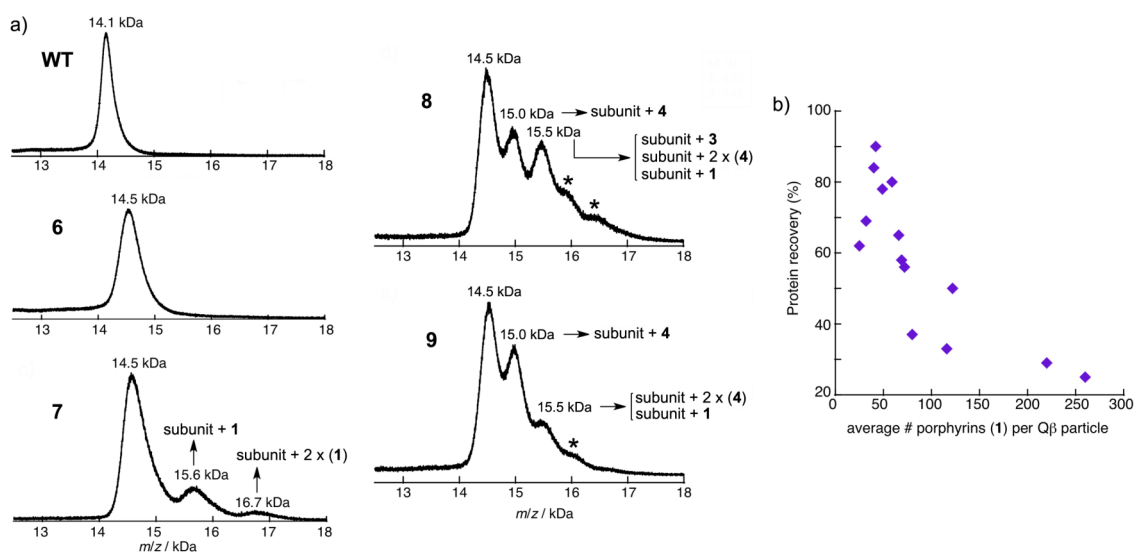 a)
WT
14.1 kDa
13 14 15 16 17 18
6
14.5 kDa
13 14 15 16 17 18
7
14.5 kDa
subunit + 1
15.6 kDa
subunit + 2 x (1)
16.7 kDa
13 14 15 16 17 18
m/z / kDa
8
14.5 kDa
15.0 kDa → subunit + 4
15.5 kDa
subunit + 3
subunit + 2 x (4)
subunit + 1
* *
13 14 15 16 17 18
9
14.5 kDa
15.0 kDa → subunit + 4
15.5 kDa
subunit + 2 x (4)
subunit + 1
*
13 14 15 16 17 18
m/z / kDa
b)
Protein recovery (%)
100
80
60
40
20
0 50 100 150 200 250 300
average # porphyrins (1) per Qβ particle